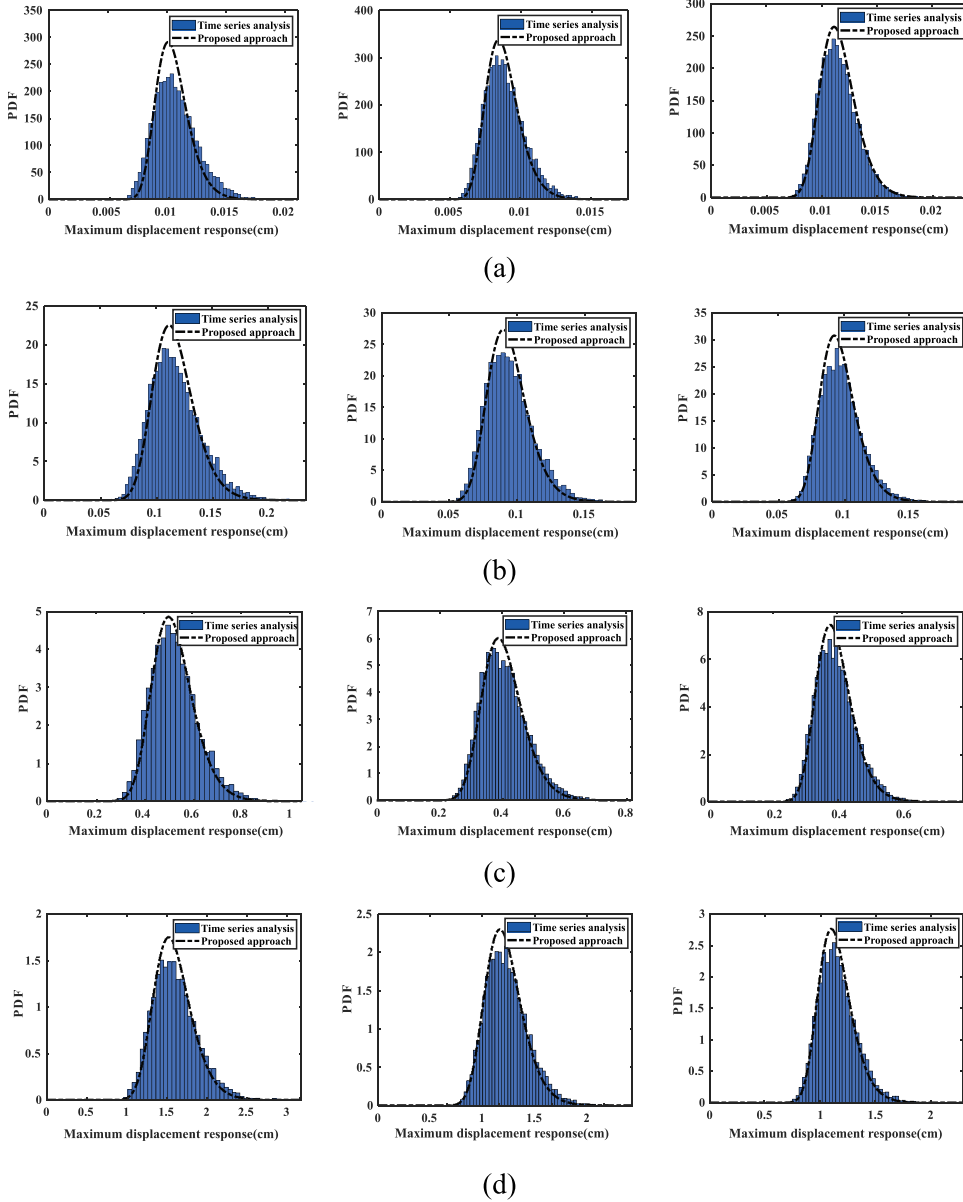 350
300
250
200
150
100
50
0
PDF
Time series analysis
Proposed approach
0
0.005
0.01
0.015
0.02
Maximum displacement response(cm)
400
300
200
100
0
PDF
Time series analysis
Proposed approach
0
0.005
0.01
0.015
Maximum displacement response(cm)
300
250
200
150
100
50
0
PDF
Time series analysis
Proposed approach
0
0.005
0.01
0.015
0.02
Maximum displacement response(cm)
(a)
25
20
15
10
5
0
PDF
Time series analysis
Proposed approach
0
0.05
0.1
0.15
0.2
Maximum displacement response(cm)
30
25
20
15
10
5
0
PDF
Time series analysis
Proposed approach
0
0.05
0.1
0.15
Maximum displacement response(cm)
35
30
25
20
15
10
5
0
PDF
Time series analysis
Proposed approach
0
0.05
0.1
0.15
Maximum displacement response(cm)
(b)
5
4
3
2
1
0
PDF
Time series analysis
Proposed approach
0
0.2
0.4
0.6
0.8
1
Maximum displacement response(cm)
7
6
5
4
3
2
1
0
PDF
Time series analysis
Proposed approach
0
0.2
0.4
0.6
0.8
Maximum displacement response(cm)
8
6
4
2
0
PDF
Time series analysis
Proposed approach
0
0.2
0.4
0.6
Maximum displacement response(cm)
(c)
2
1.5
1
0.5
0
PDF
Time series analysis
Proposed approach
0
0.5
1
1.5
2
2.5
3
Maximum displacement response(cm)
2.5
2
1.5
1
0.5
0
PDF
Time series analysis
Proposed approach
0
0.5
1
1.5
2
Maximum displacement response(cm)
3
2.5
2
1.5
1
0.5
0
PDF
Time series analysis
Proposed approach
0
0.5
1
1.5
2
Maximum displacement response(cm)
(d)